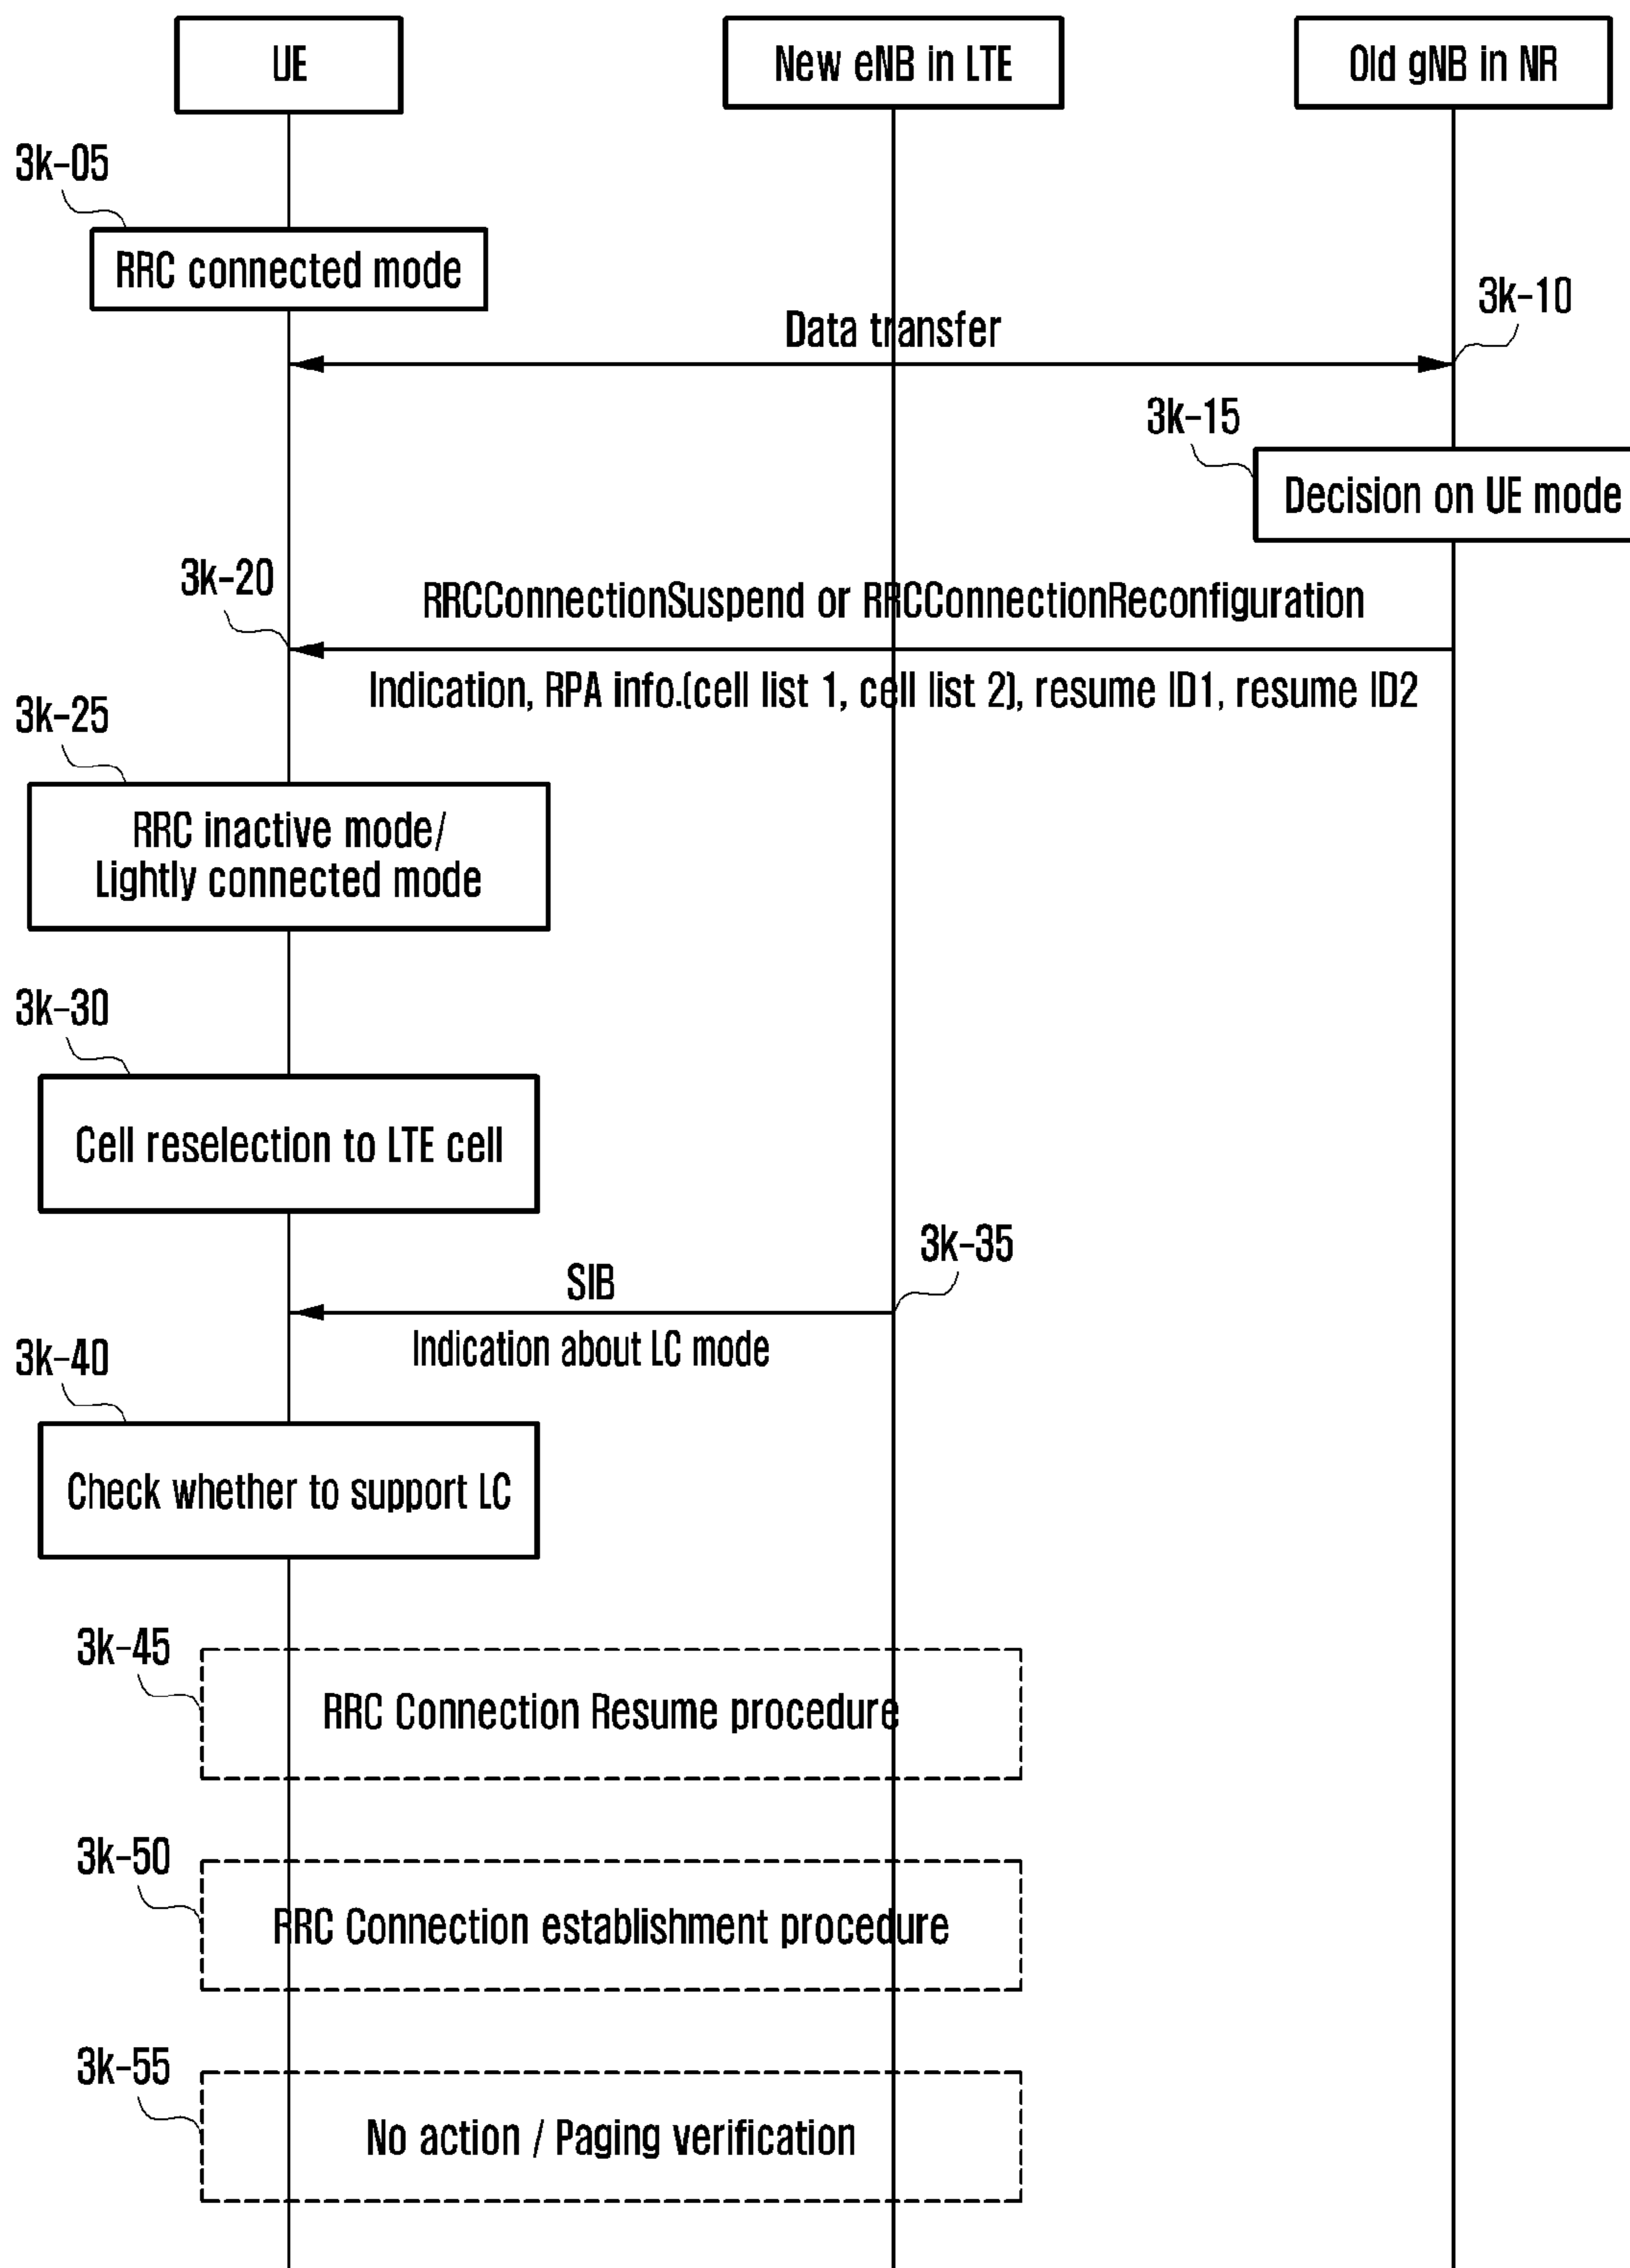 UE
New eNB in LTE
Old gNB in NR
3k-05
RRC connected mode
3k-10
Data transfer
3k-15
Decision on UE mode
3k-20
RRCConnectionSuspend or RRCConnectionReconfiguration
Indication, RPA info.(cell list 1, cell list 2), resume ID1, resume ID2
3k-25
RRC inactive mode/
Lightly connected mode
3k-30
Cell reselection to LTE cell
3k-35
SIB
Indication about LC mode
3k-40
Check whether to support LC
3k-45
RRC Connection Resume procedure
3k-50
RRC Connection establishment procedure
3k-55
No action / Paging verification